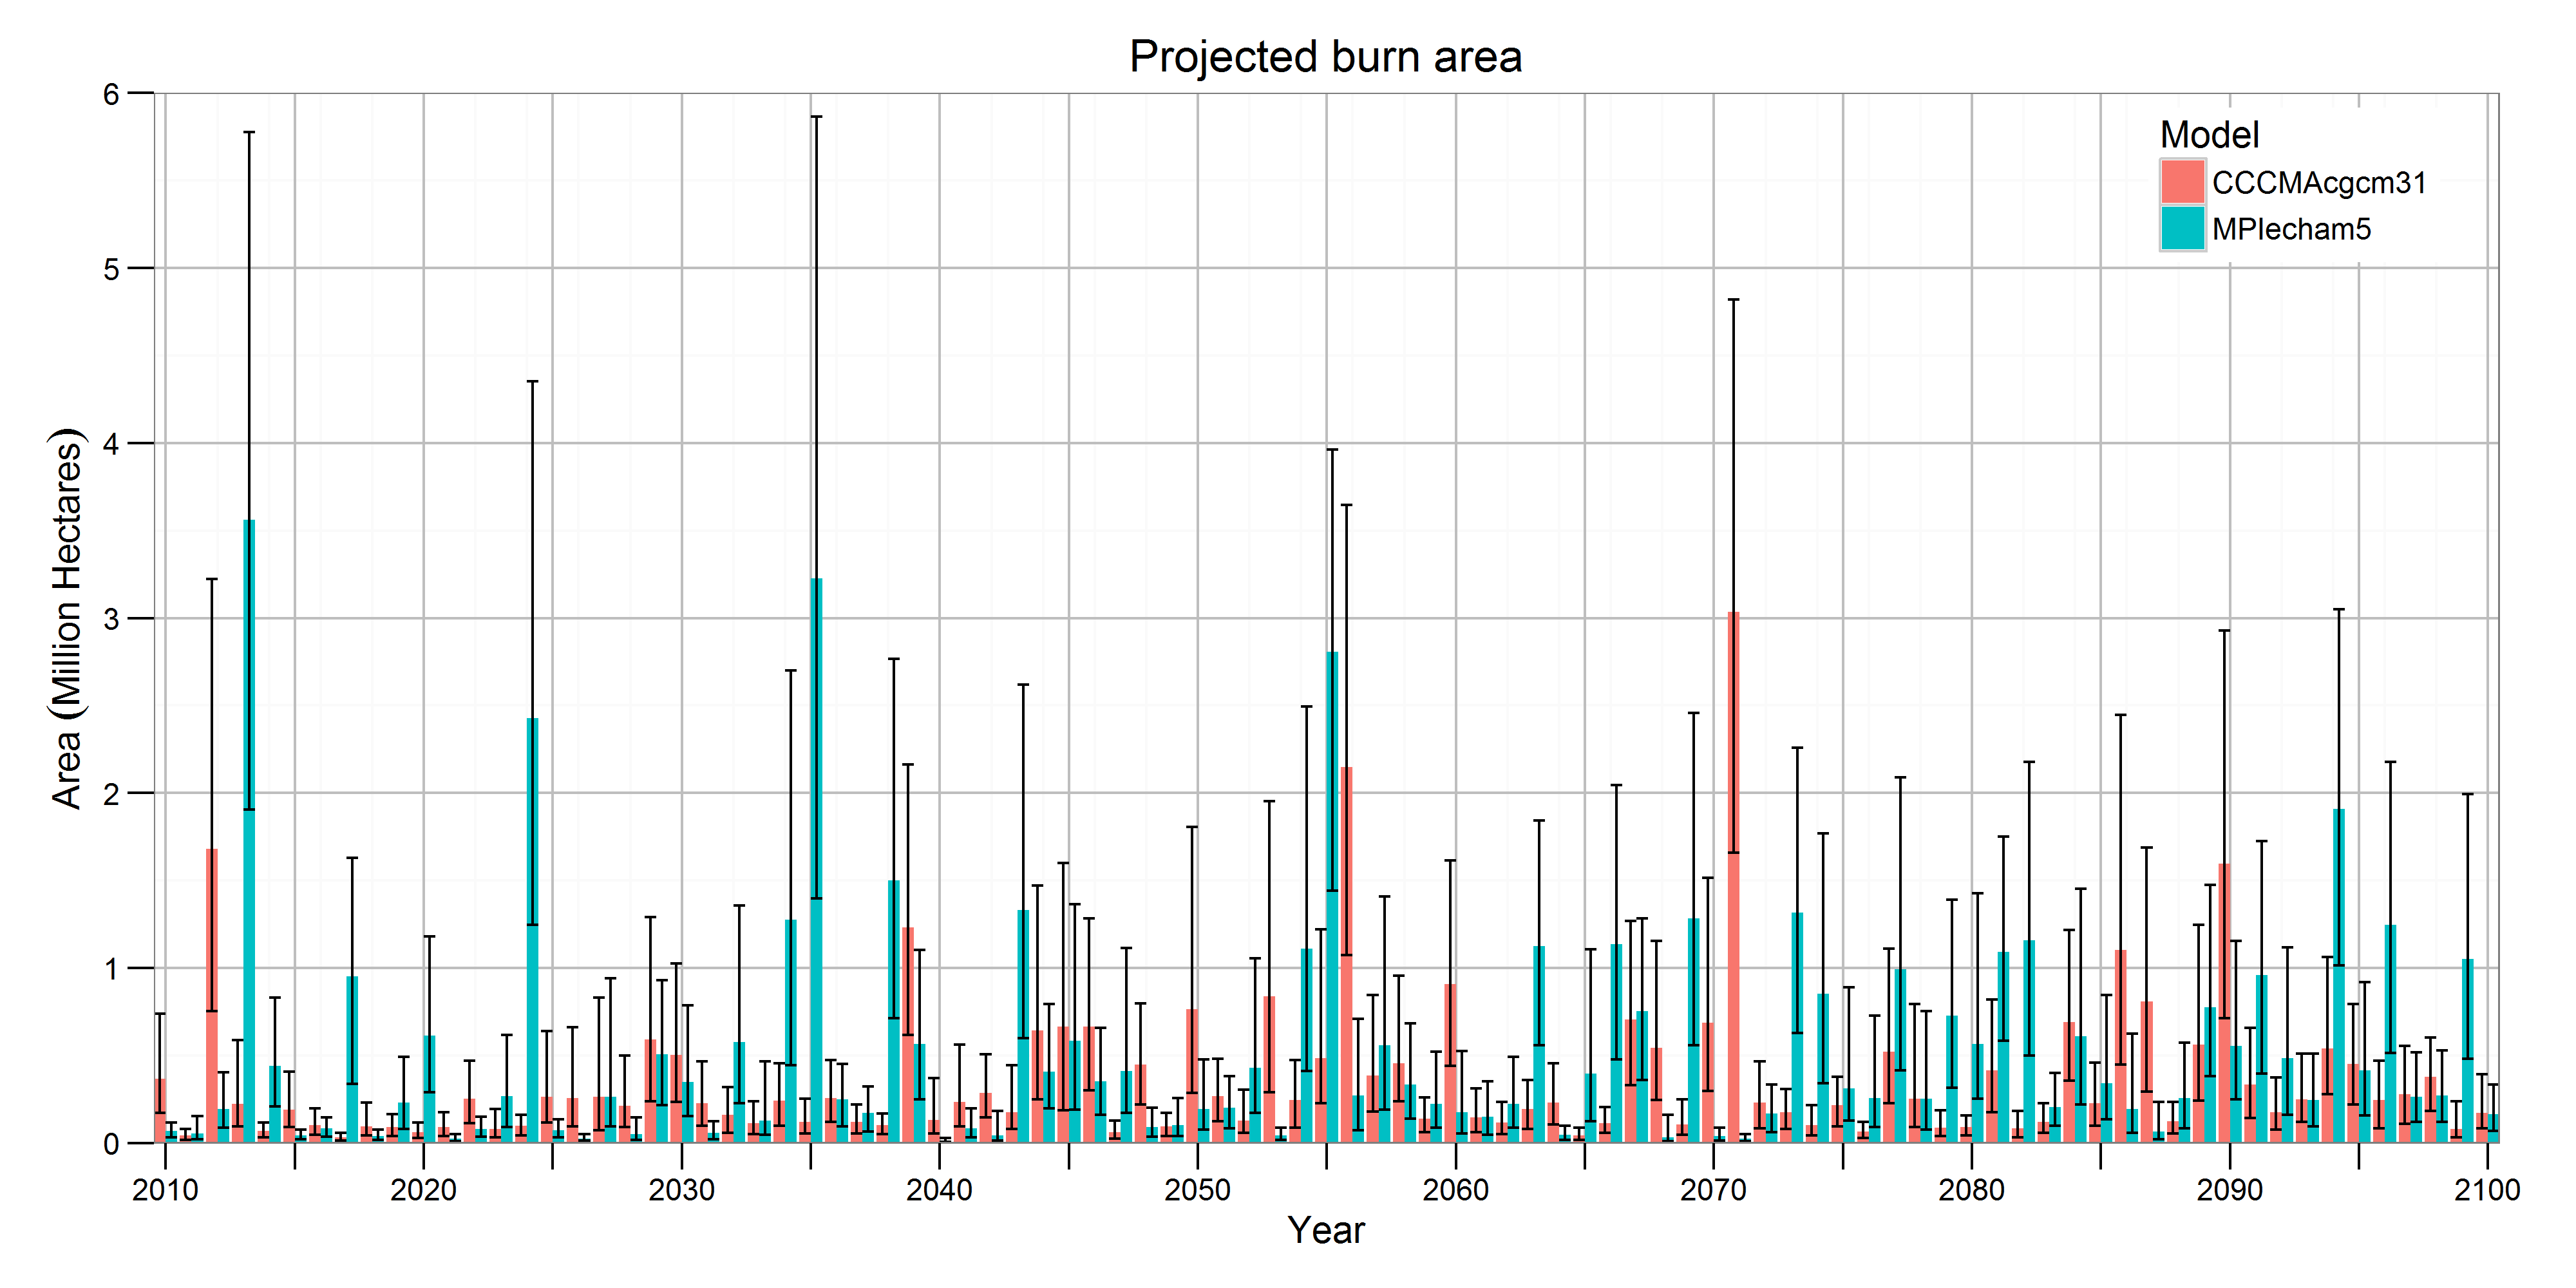 Projected burn area
6
5
4
3
2
1
0
Area (Million Hectares)
Model
CCCMAcgcm31
MPIecham5
2010 2020 2030 2040 2050 2060 2070 2080 2090 2100
Year